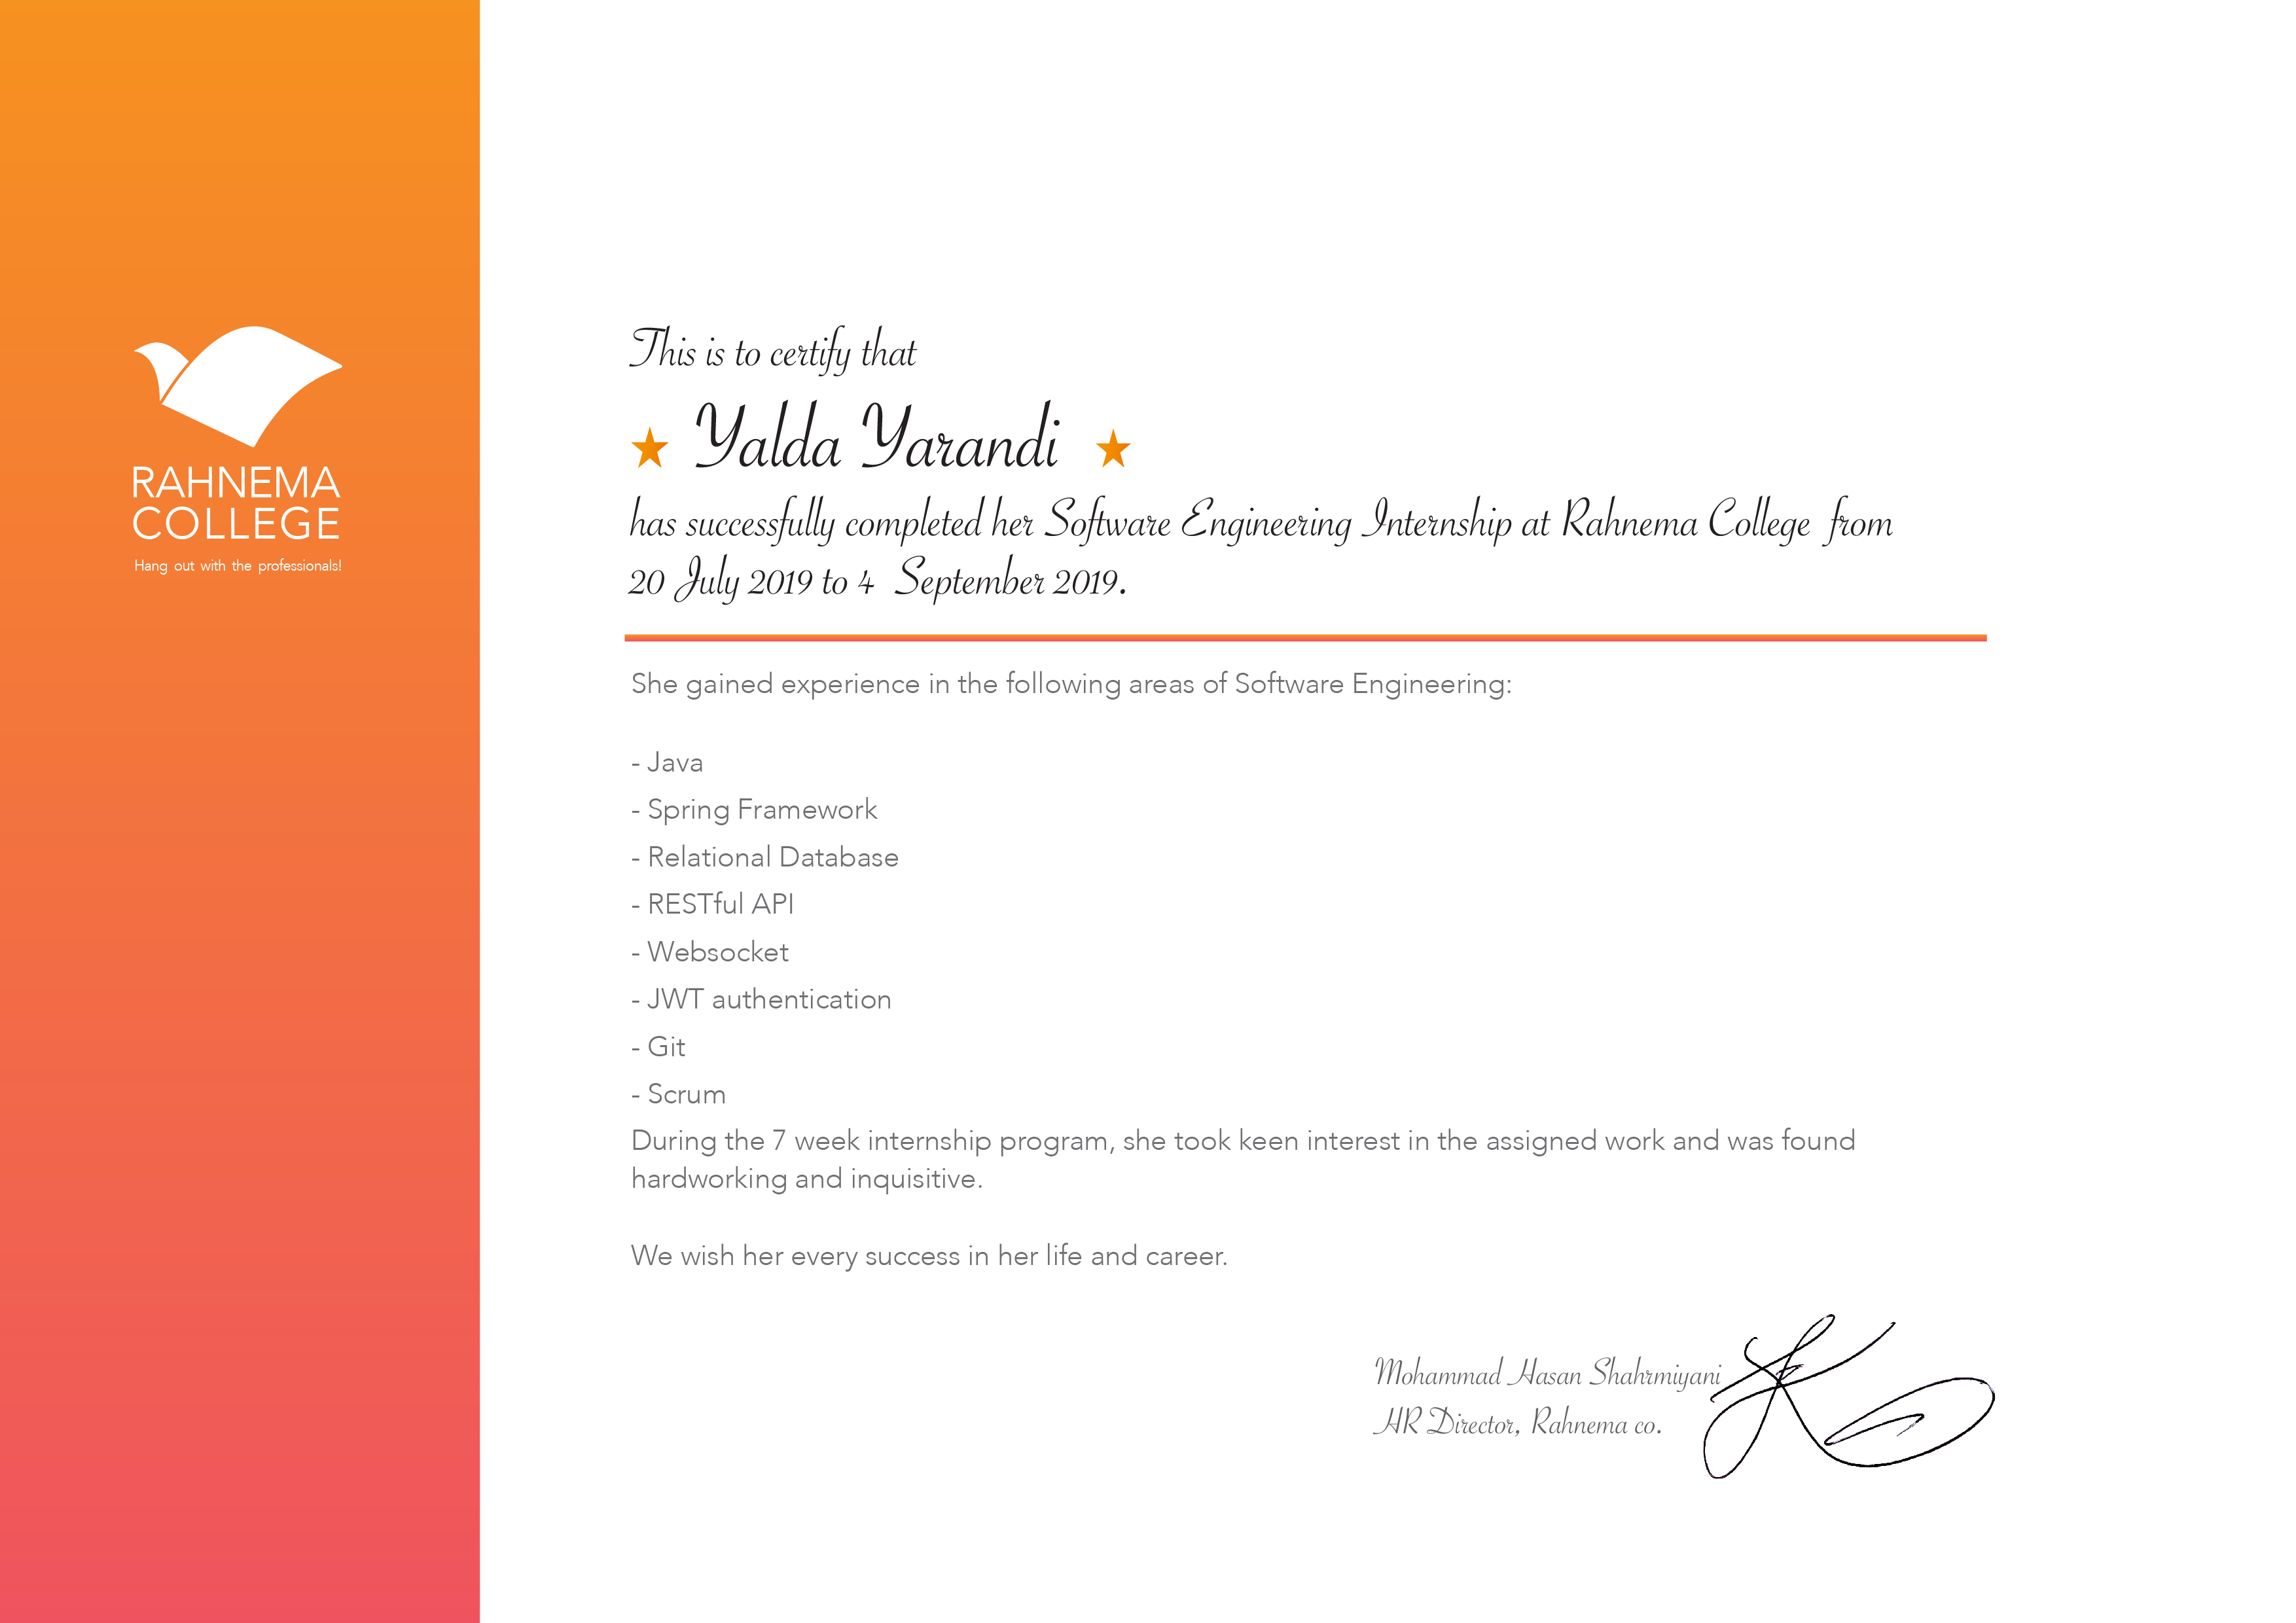 RAHNEMA
COLLEGE
Hang out with the professionals!
This is to certify that
Yalda Yarandi
has successfully completed her Software Engineering Internship at Rahnema College from
20 July 2019 to 4 September 2019.
She gained experience in the following areas of Software Engineering:
- Java
- Spring Framework
- Relational Database
- RESTful API
- Websocket
- JWT authentication
- Git
- Scrum
During the 7 week internship program, she took keen interest in the assigned work and was found
hardworking and inquisitive.
We wish her every success in her life and career.
Mohammad Hasan Shahrmiyani
HR Director, Rahnema co.